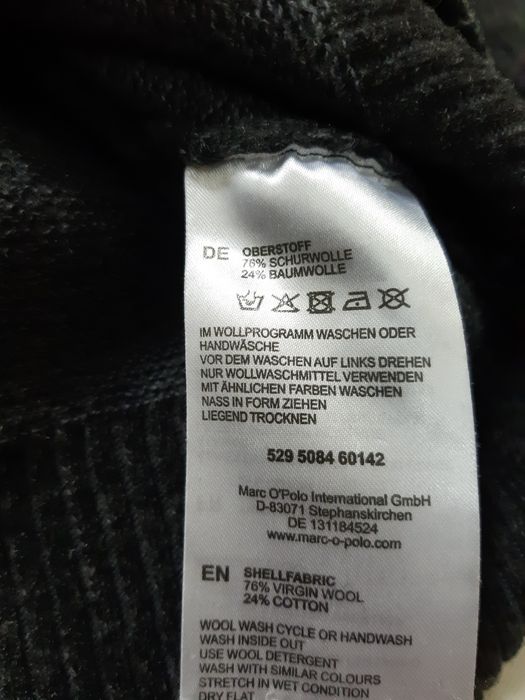 DE OBERSTOFF
76% SCHURWOLLE
24% BAUMWOLLE
IM WOLLPROGRAMM WASCHEN ODER
HANDWÄSCHE
VOR DEM WASCHEN AUF LINKS DREHEN
NUR WOLLWASCHMITTEL VERWENDEN
MIT ÄHNLICHEN FARBEN WASCHEN
NASS IN FORM ZIEHEN
LIEGEND TROCKNEN
529 5084 60142
Marc O'Polo International GmbH
D-83071 Stephanskirchen
DE 131184524
www.marc-o-polo.com
EN SHELLFABRIC
76% VIRGIN WOOL
24% COTTON
WOOL WASH CYCLE OR HANDWASH
WASH INSIDE OUT
USE WOOL DETERGENT
WASH WITH SIMILAR COLOURS
STRETCH IN WET CONDITION
DRY FLAT